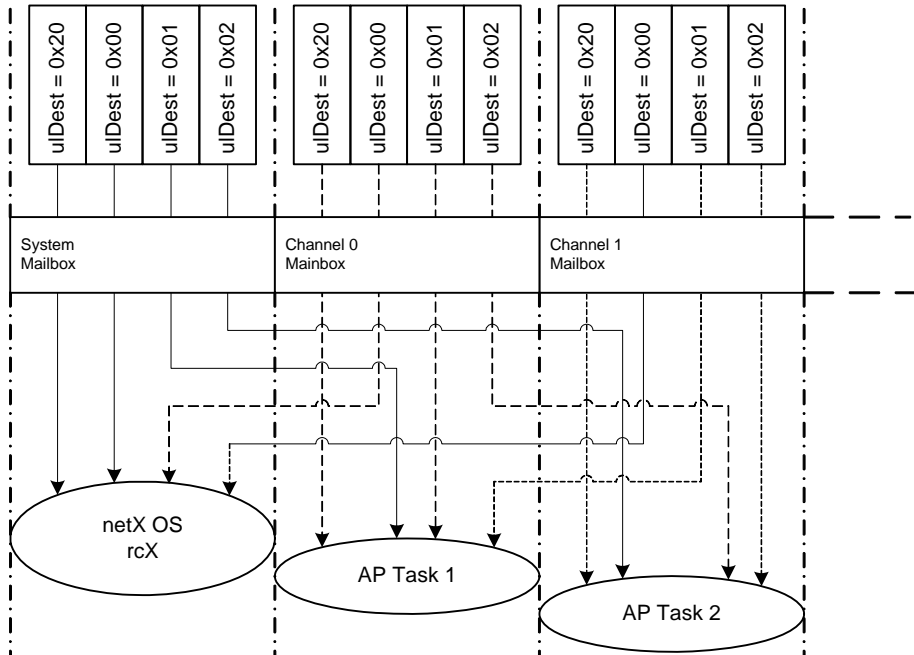 ulDest = 0x20
ulDest = 0x00
ulDest = 0x01
ulDest = 0x02
ulDest = 0x20
ulDest = 0x00
ulDest = 0x01
ulDest = 0x02
ulDest = 0x20
ulDest = 0x00
ulDest = 0x01
ulDest = 0x02
System
Mailbox
Channel 0
Mainbox
Channel 1
Mailbox
netX OS
rcX
AP Task 1
AP Task 2